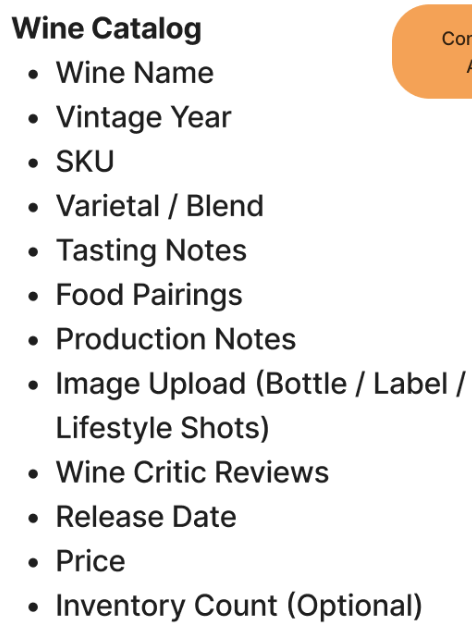 Wine Catalog
• Wine Name
• Vintage Year
• SKU
• Varietal / Blend
• Tasting Notes
• Food Pairings
• Production Notes
• Image Upload (Bottle / Label /
Lifestyle Shots)
• Wine Critic Reviews
• Release Date
• Price
• Inventory Count (Optional)